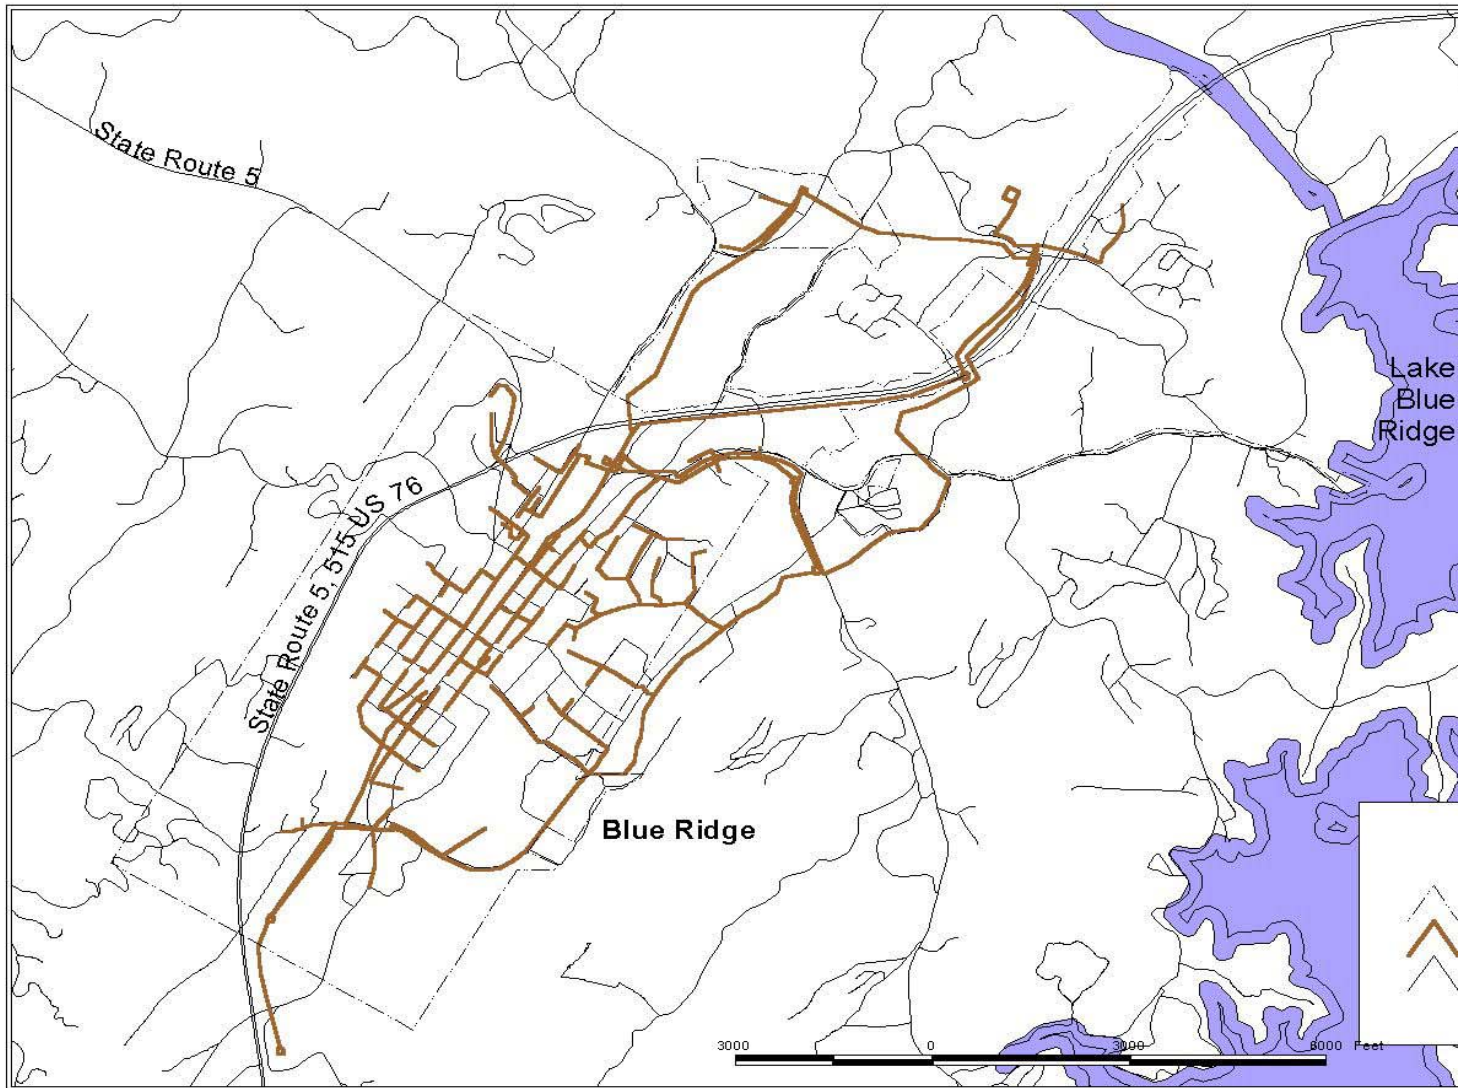 State Route 5
Lake
Blue
Ridge
State Route 5, 515 US 76
Blue Ridge
3000 0 3000 6000 Feet